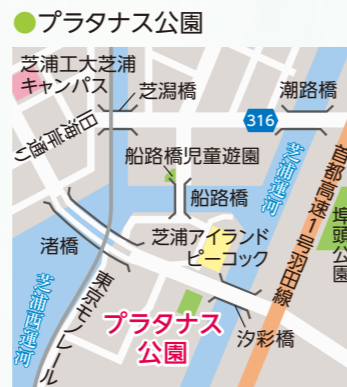 ●プラタナス公園
芝浦工大芝浦
キャンパス
芝潟橋
潮路橋
316
旧海岸通り
船路橋児童遊園
芝浦運河
首都高速1号羽田線
船路橋
埠頭公園
渚橋
芝浦アイランド
ピーコック
芝浦西運河
東京モノレール
プラタナス
公園
汐彩橋